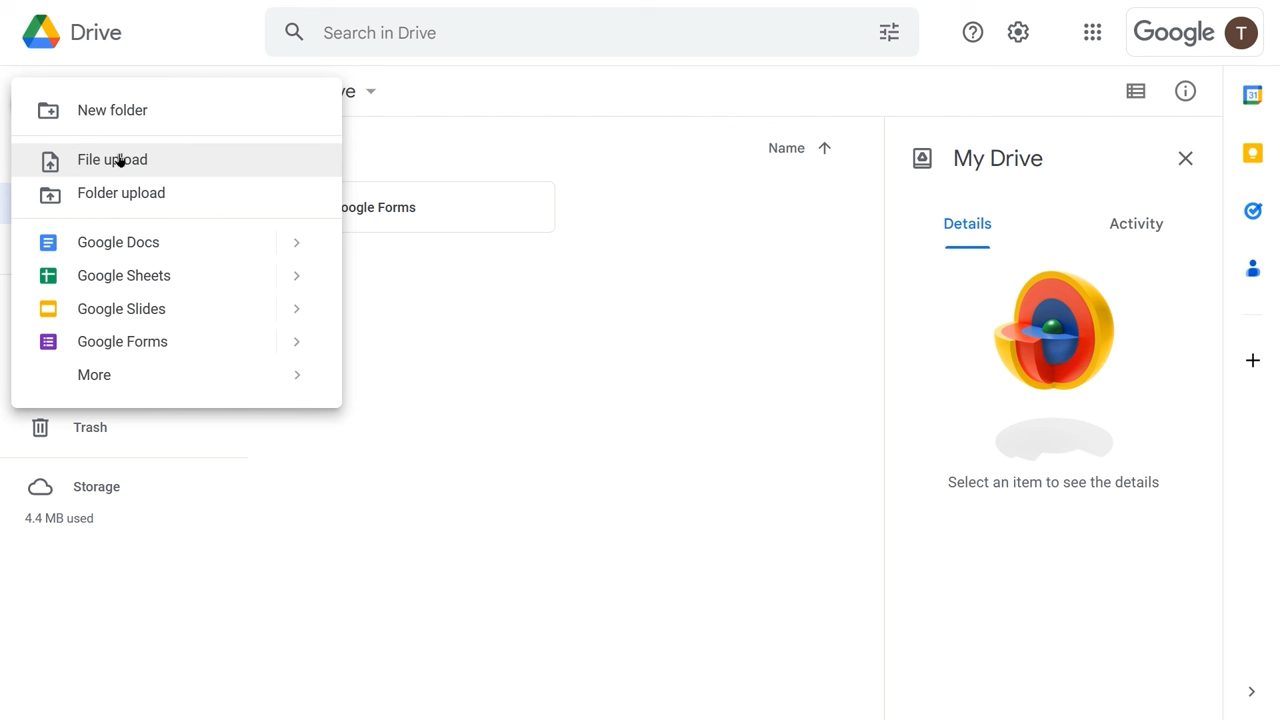 Drive
Search in Drive
Google
T
ve
New folder
File upload
Folder upload
Google Docs
Google Sheets
Google Slides
Google Forms
More
Trash
Storage
4.4 MB used
Name
oogle Forms
My Drive
Details
Activity
Select an item to see the details
31